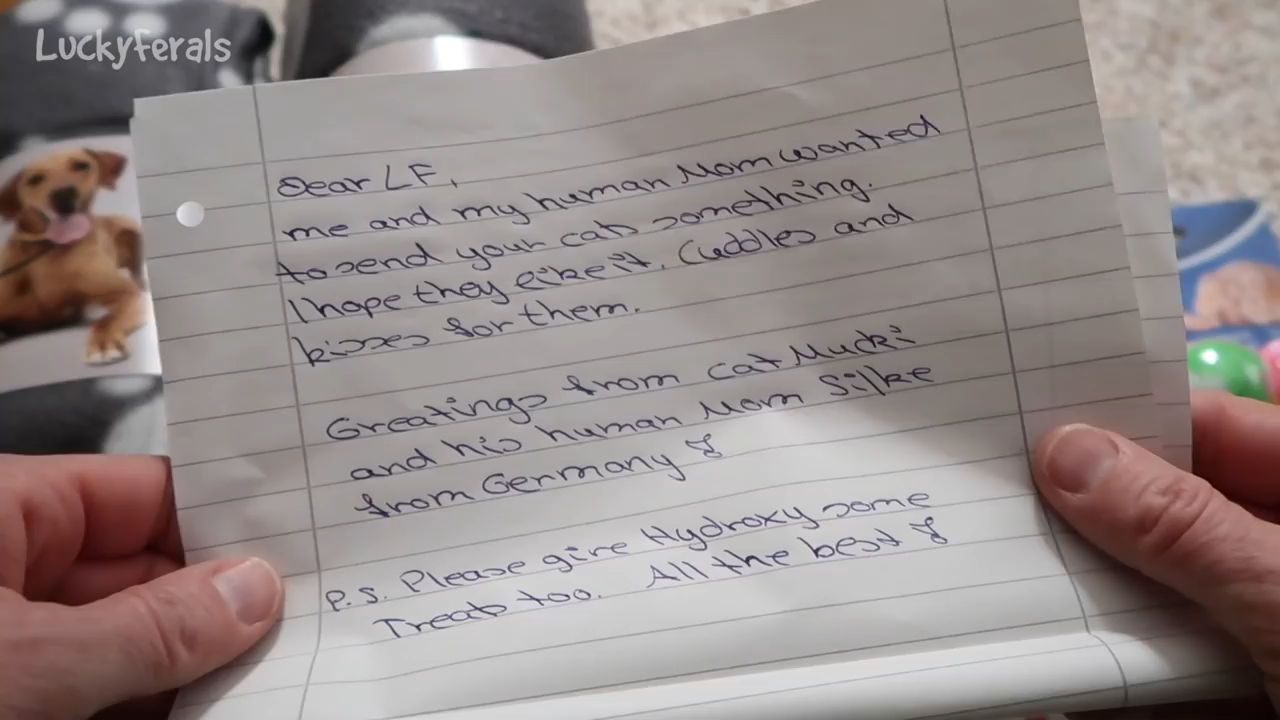 LuckyFerals
Dear LF,
me and my human Mom wanted
to send your cats something.
I hope they like it. Cuddles and
kisses for them.
Greetings from cat Mucki
and his human Mom Silke
from Germany
P.S. Please give Hydroxy some
Treats too. All the best